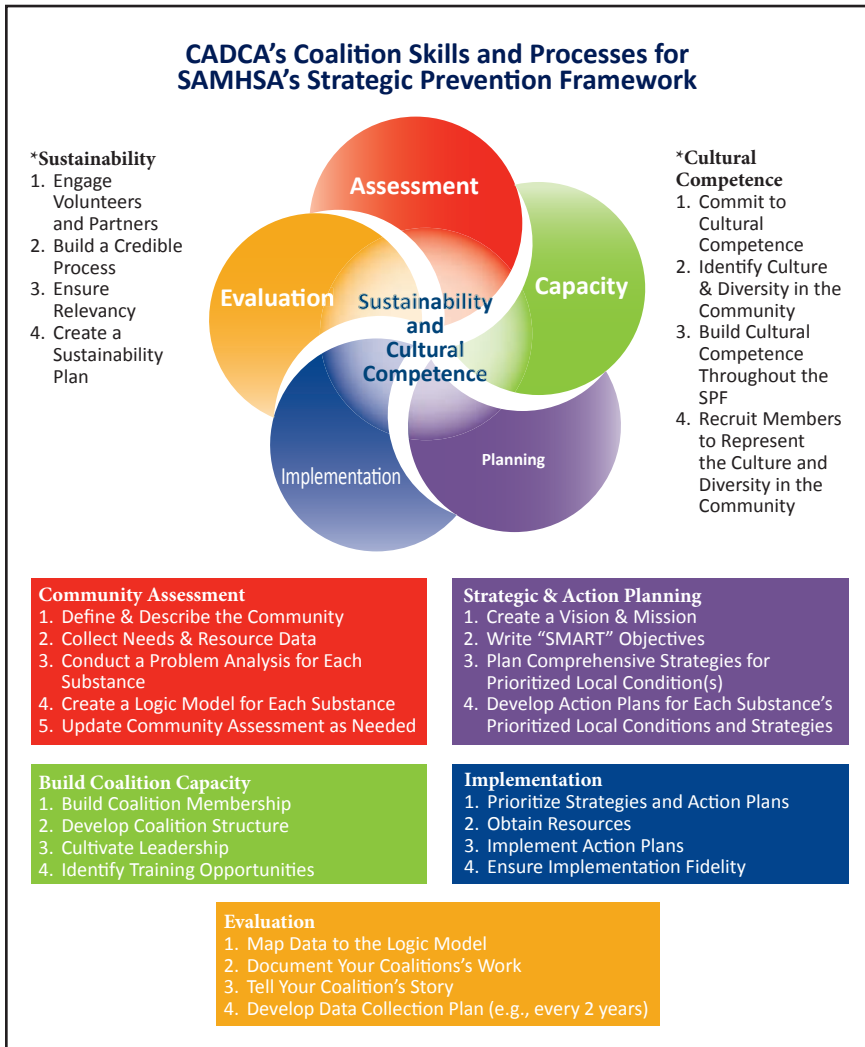 CADCA's Coalition Skills and Processes for
SAMHSA's Strategic Prevention Framework
*Sustainability
1. Engage
Volunteers
and Partners
2. Build a Credible
Process
3. Ensure
Relevancy
4. Create a
Sustainability
Plan
Assessment
Capacity
Planning
Implementation
Evaluation
Sustainability
and
Cultural
Competence
*Cultural
Competence
1. Commit to
Cultural
Competence
2. Identify Culture
& Diversity in the
Community
3. Build Cultural
Competence
Throughout the
SPF
4. Recruit Members
to Represent
the Culture and
Diversity in the
Community
Community Assessment
1. Define & Describe the Community
2. Collect Needs & Resource Data
3. Conduct a Problem Analysis for Each
Substance
4. Create a Logic Model for Each Substance
5. Update Community Assessment as Needed
Strategic & Action Planning
1. Create a Vision & Mission
2. Write “SMART” Objectives
3. Plan Comprehensive Strategies for
Prioritized Local Condition(s)
4. Develop Action Plans for Each Substance's
Prioritized Local Conditions and Strategies
Build Coalition Capacity
1. Build Coalition Membership
2. Develop Coalition Structure
3. Cultivate Leadership
4. Identify Training Opportunities
Implementation
1. Prioritize Strategies and Action Plans
2. Obtain Resources
3. Implement Action Plans
4. Ensure Implementation Fidelity
Evaluation
1. Map Data to the Logic Model
2. Document Your Coalitions's Work
3. Tell Your Coalition's Story
4. Develop Data Collection Plan (e.g., every 2 years)